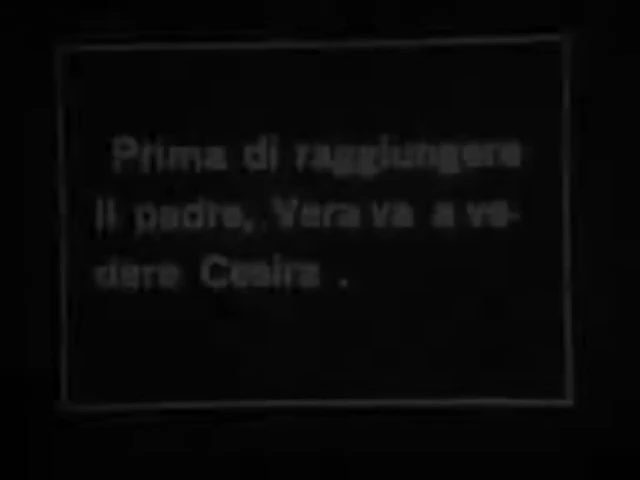 Prima di raggiungere
il padre, Vera va a ve-
dere Cesira .